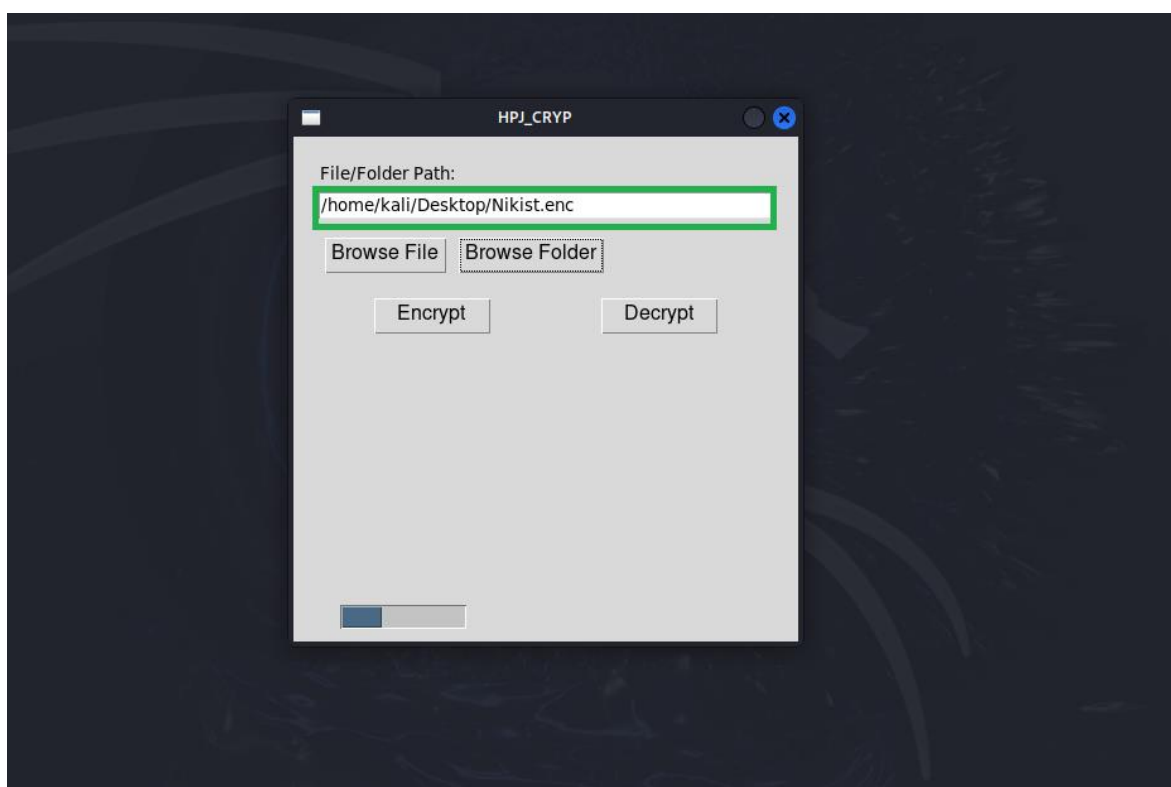 HPJ_CRYP
File/Folder Path:
/home/kali/Desktop/Nikist.enc
Browse File Browse Folder
Encrypt Decrypt